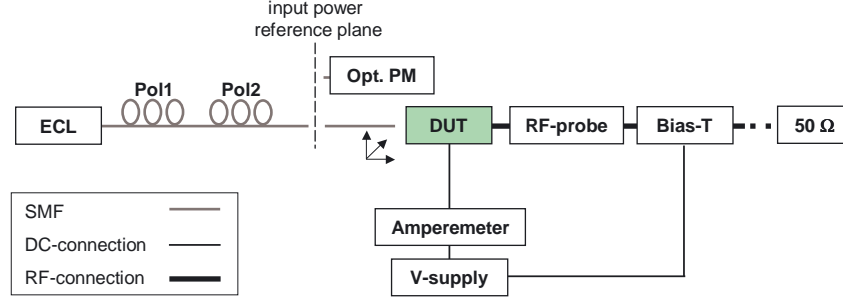 input power
reference plane
Opt. PM
Pol1
Pol2
ECL
DUT
RF-probe
Bias-T
50 Ω
Amperemeter
V-supply
SMF
DC-connection
RF-connection